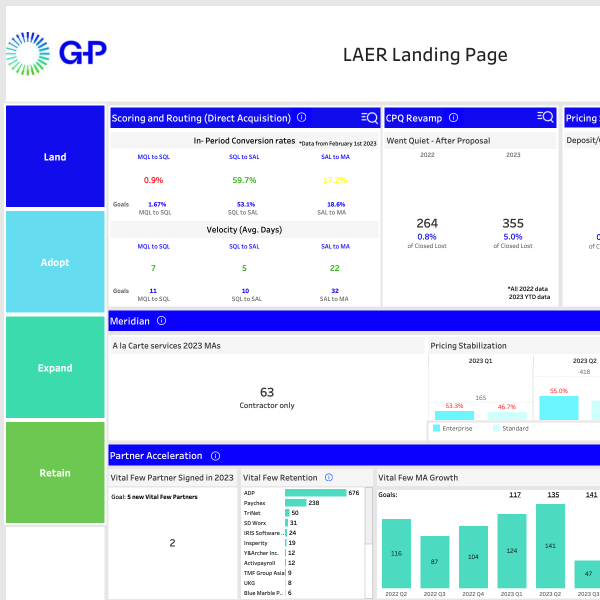 G-P
LAER Landing Page
Land
Adopt
Expand
Retain
Scoring and Routing (Direct Acquisition)
In- Period Conversion rates *Data from February 1st 2023
MQL to SQL SQL to SAL SAL to MA
0.9% 59.7% 17.2%
Goals 1.67% 53.1% 18.6%
MQL to SQL SQL to SAL SAL to MA
Velocity (Avg. Days)
MQL to SQL SQL to SAL SAL to MA
7 5 22
Goals 11 10 32
MQL to SQL SQL to SAL SAL to MA
CPQ Revamp
Went Quiet - After Proposal
2022 2023
264 355
0.8% 5.0%
of Closed Lost of Closed Lost
*All 2022 data
2023 YTD data
Pricing
Deposit/
of C
Meridian
A la Carte services 2023 MAs
63
Contractor only
Pricing Stabilization
2023 Q1 2023 Q2
418
165
53.3% 46.7% 55.0%
Enterprise Standard
Partner Acceleration
Vital Few Partner Signed in 2023
Goal: 5 new Vital Few Partners
2
Vital Few Retention
ADP 676
Paychex 238
TriNet 50
SD Worx 31
IRIS Software .. 24
Insperity 19
Y&Archer Inc. 12
Activpayroll 12
TMF Group Asia 9
UKG 8
Blue Marble P.. 6
Vital Few MA Growth
Goals: 117 135 141
116 87 104 124 141 47
2022 Q2 2022 Q3 2022 Q4 2023 Q1 2023 Q2 2023 Q3